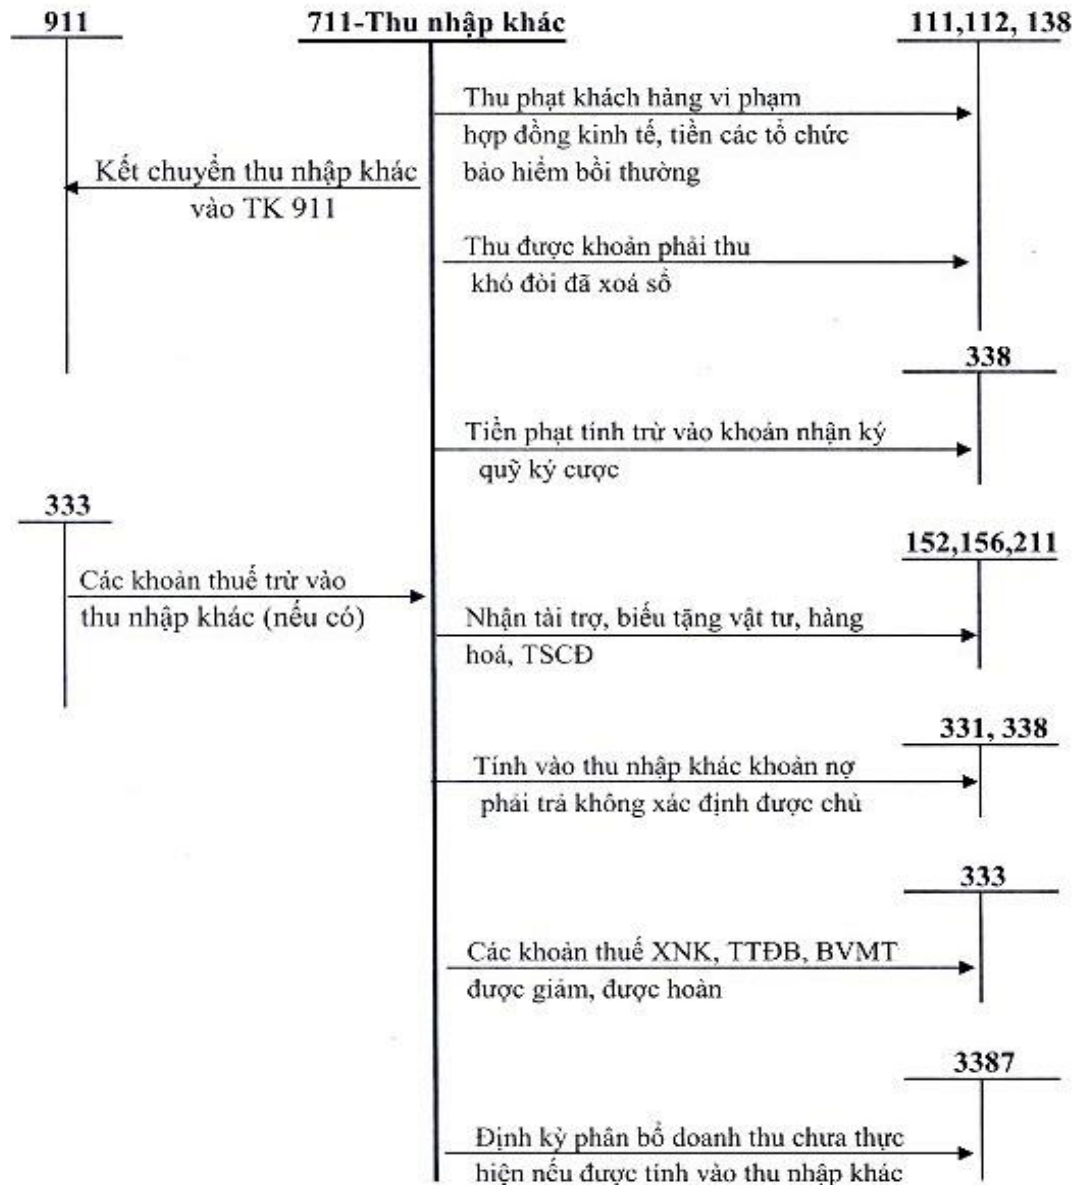 911
711-Thu nhập khác
111,112, 138
Thu phạt khách hàng vi phạm
hợp đồng kinh tế, tiền các tổ chức
bảo hiểm bồi thường
Kết chuyển thu nhập khác
vào TK 911
Thu được khoản phải thu
khó đòi đã xoá sổ
338
Tiền phạt tính trừ vào khoản nhận ký
quỹ ký cược
333
Các khoản thuế trừ vào
thu nhập khác (nếu có)
152,156,211
Nhận tài trợ, biếu tặng vật tư, hàng
hoá, TSCĐ
331, 338
Tính vào thu nhập khác khoản nợ
phải trả không xác định được chủ
333
Các khoản thuế XNK, TTĐB, BVMT
được giảm, được hoàn
3387
Định kỳ phân bổ doanh thu chưa thực
hiện nếu được tính vào thu nhập khác